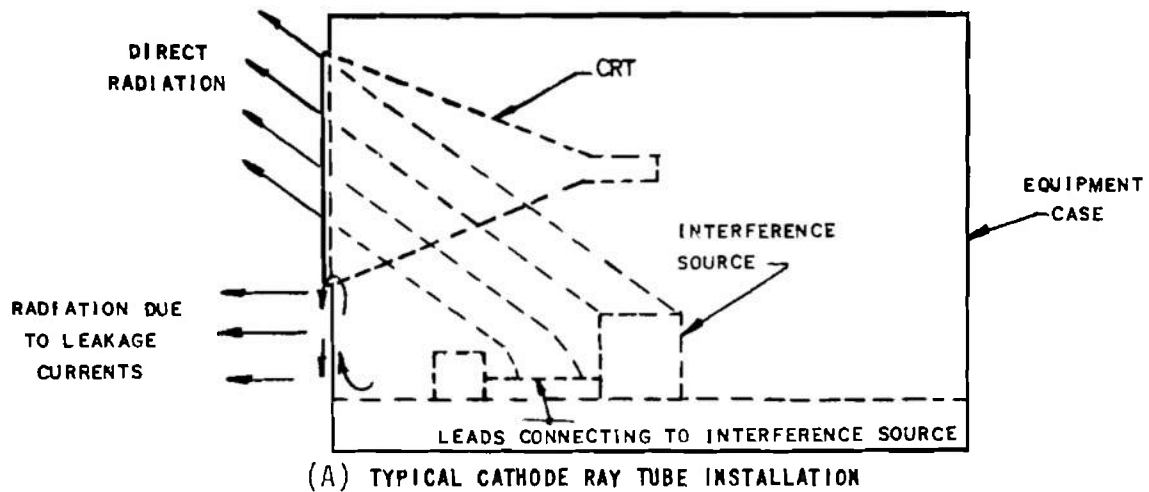 DIRECT
RADIATION
CRT
EQUIPMENT
CASE
INTERFERENCE
SOURCE
RADIATION DUE
TO LEAKAGE
CURRENTS
LEADS CONNECTING TO INTERFERENCE SOURCE
(A) TYPICAL CATHODE RAY TUBE INSTALLATION